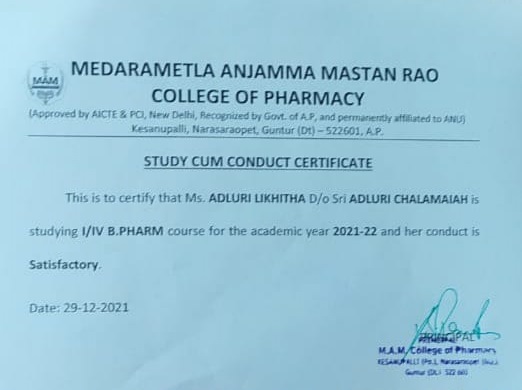 MAM
MEDARAMETLA ANJAMMA MASTAN RAO
COLLEGE OF PHARMACY
(Approved by AICTE & PCI, New Delhi, Recognized by Govt. of A.P, and permanently affiliated to ANU)
Kesanupalli, Narasaraopet, Guntur (Dt) – 522601, A.P.
STUDY CUM CONDUCT CERTIFICATE
This is to certify that Ms. ADLURI LIKHITHA D/o Sri ADLURI CHALAMAIAH is
studying I/IV B.PHARM course for the academic year 2021-22 and her conduct is
Satisfactory.
Date: 29-12-2021
PRINCIPAL
M.A.M. College of Pharmacy
KESANUPALLI
Guntur